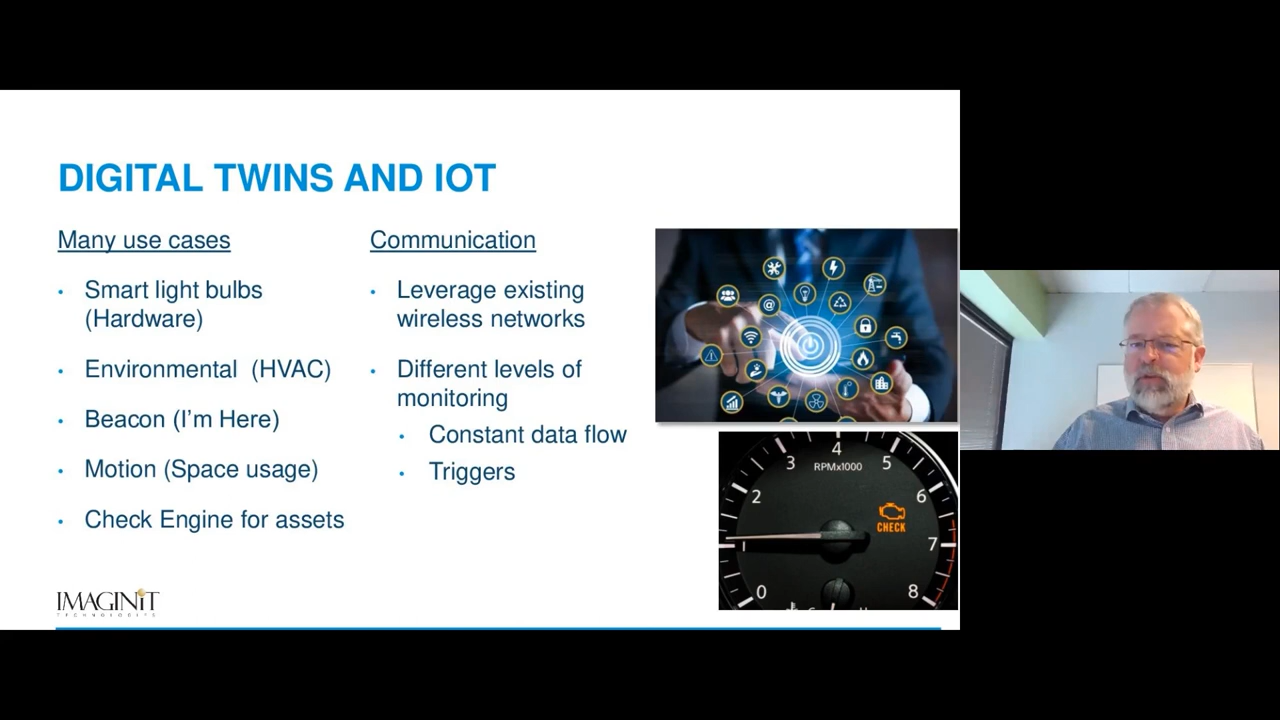 DIGITAL TWINS AND IOT
Many use cases
• Smart light bulbs
(Hardware)
• Environmental (HVAC)
• Beacon (I'm Here)
• Motion (Space usage)
• Check Engine for assets
Communication
• Leverage existing
wireless networks
• Different levels of
monitoring
• Constant data flow
• Triggers
@
0
1
2
3
4
5
6
7
8
RPMx1000
CHECK
IMAGINiT
TECHNOLOGIES